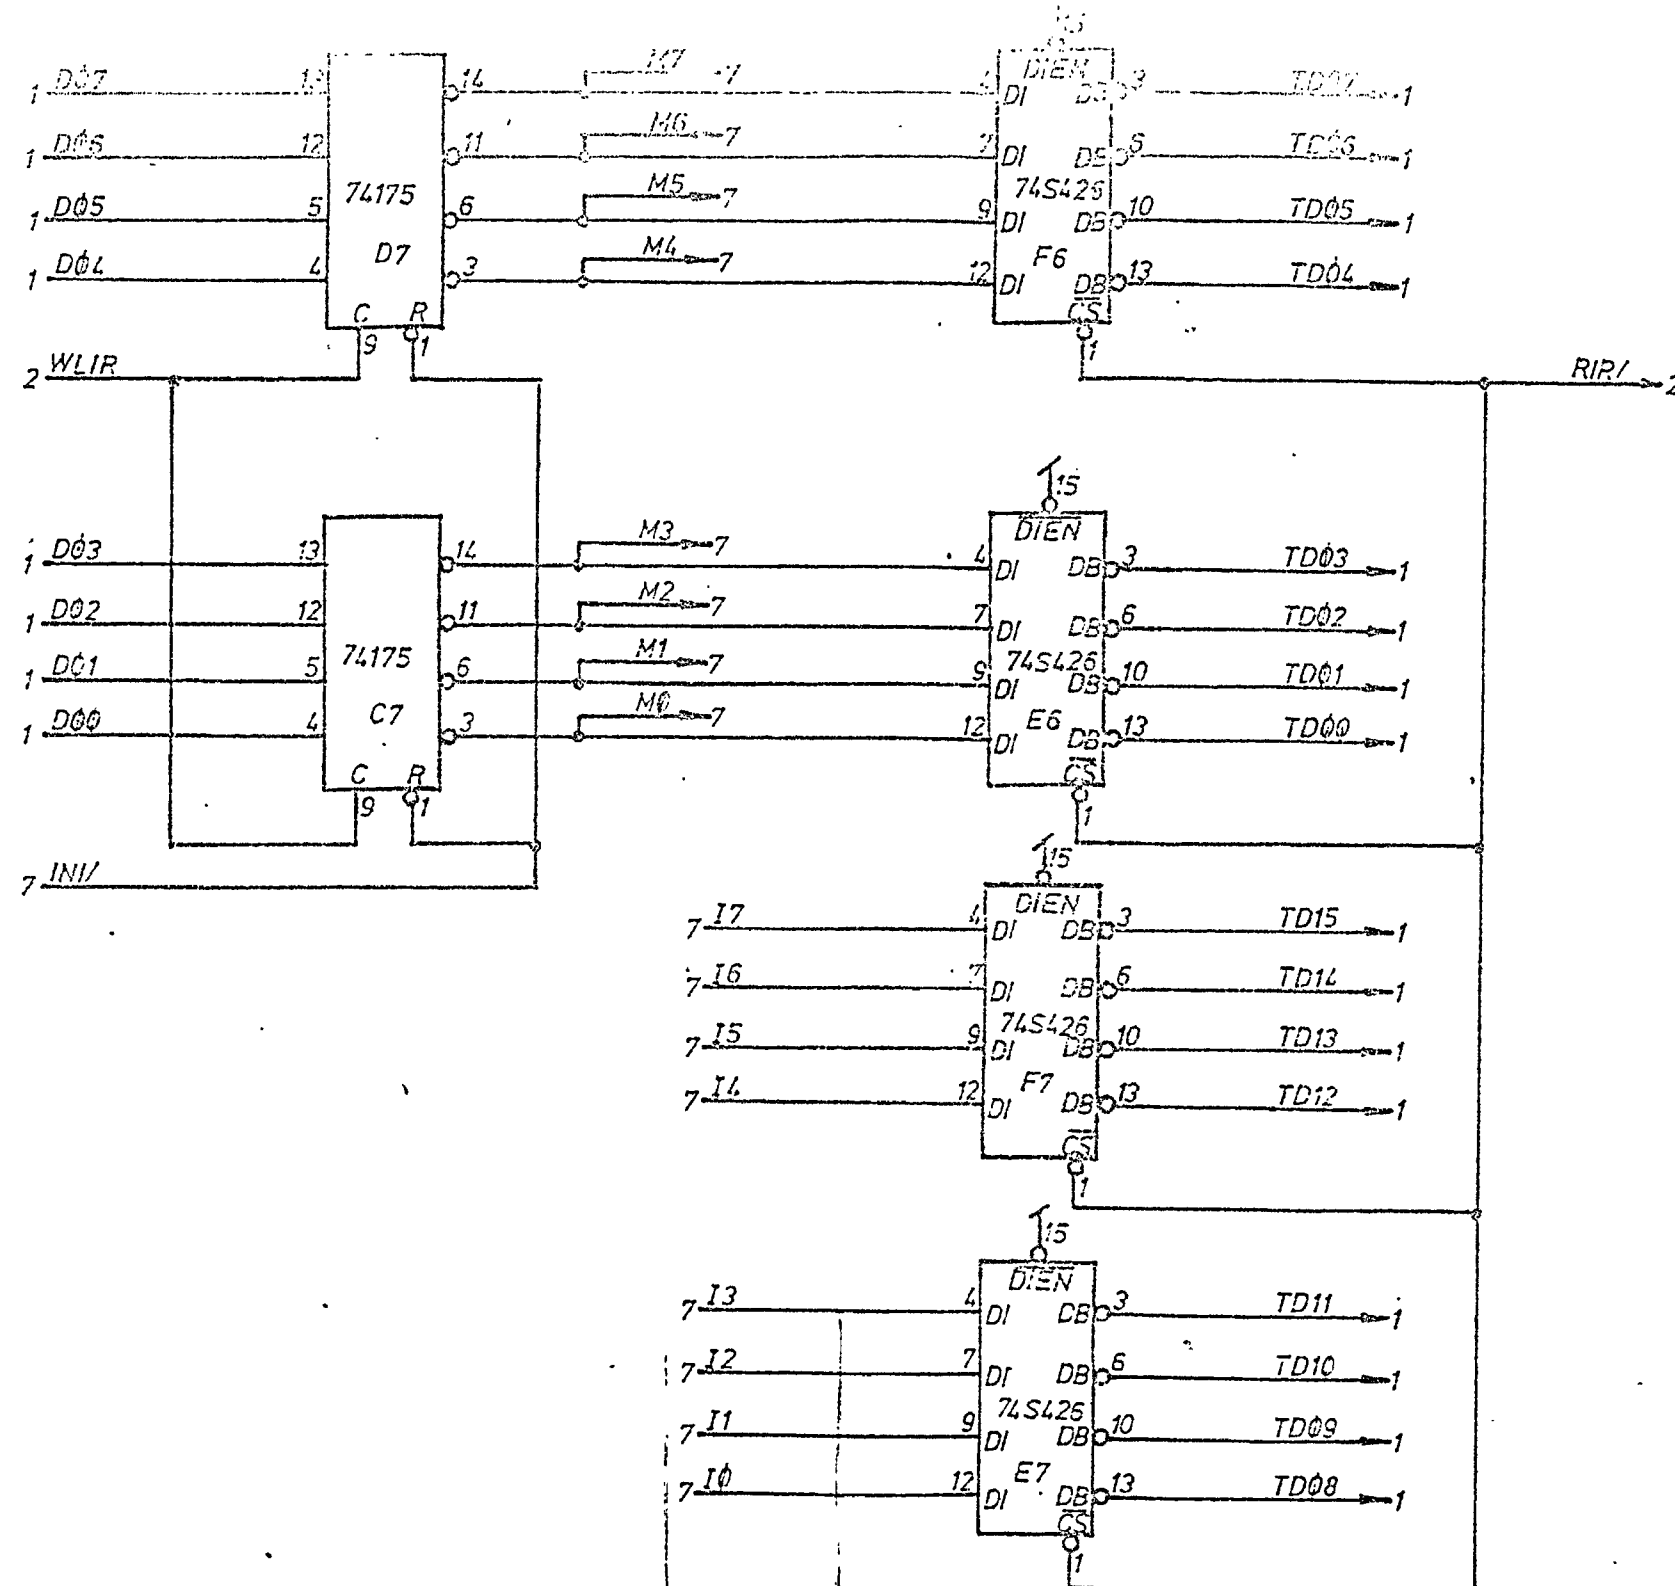 15
1 DØ7 13 14 M7 7 4 DI DIEN DB 3 TD07 1
1 DØ6 12 11 M6 7 7 DI DB 6 TD06 1
74175 74S426
1 DØ5 5 6 M5 7 9 DI DB 10 TDØ5 1
D7 F6
1 DØ4 4 3 M4 7 12 DI DB 13 TDØ4 1
C R CS
9 1 1
2 WLIR RIR/ 2
15
DIEN
1 DØ3 13 14 M3 7 4 DI DB 3 TDØ3 1
1 DØ2 12 11 M2 7 7 DI DB 6 TDØ2 1
74175 74S426
1 DØ1 5 6 M1 7 9 DI DB 10 TDØ1 1
C7 E6
1 DØØ 4 3 MØ 7 12 DI DB 13 TDØØ 1
C R CS
9 1 1
15
7 INI/
DIEN
7 I7 4 DI DB 3 TD15 1
7 I6 7 DI DB 6 TD14 1
74S426
7 I5 9 DI DB 10 TD13 1
F7
7 I4 12 DI DB 13 TD12 1
CS
1
15
DIEN
7 I3 4 DI DB 3 TD11 1
7 I2 7 DI DB 6 TD10 1
74S426
7 I1 9 DI DB 10 TDØ9 1
E7
7 IØ 12 DI DB 13 TDØ8 1
CS
1